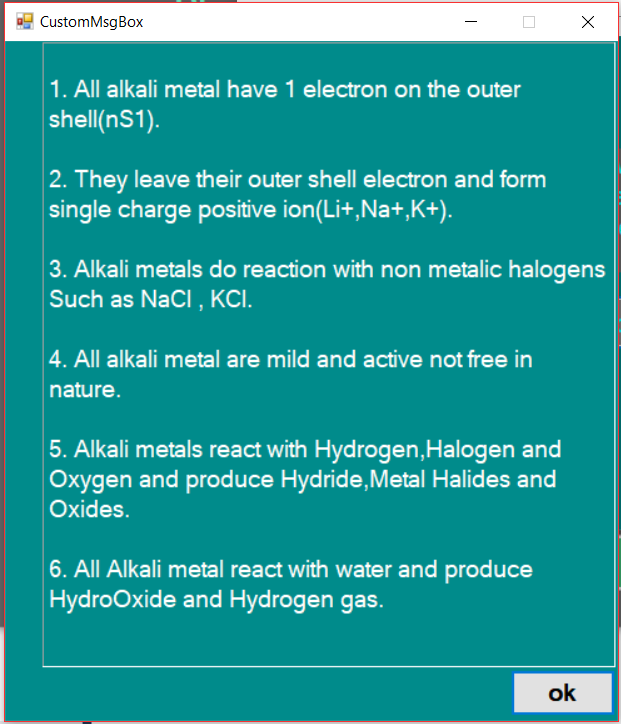 CustomMsgBox
1. All alkali metal have 1 electron on the outer
shell(nS1).
2. They leave their outer shell electron and form
single charge positive ion(Li+,Na+,K+).
3. Alkali metals do reaction with non metalic halogens
Such as NaCl , KCl.
4. All alkali metal are mild and active not free in
nature.
5. Alkali metals react with Hydrogen,Halogen and
Oxygen and produce Hydride,Metal Halides and
Oxides.
6. All Alkali metal react with water and produce
HydroOxide and Hydrogen gas.
ok